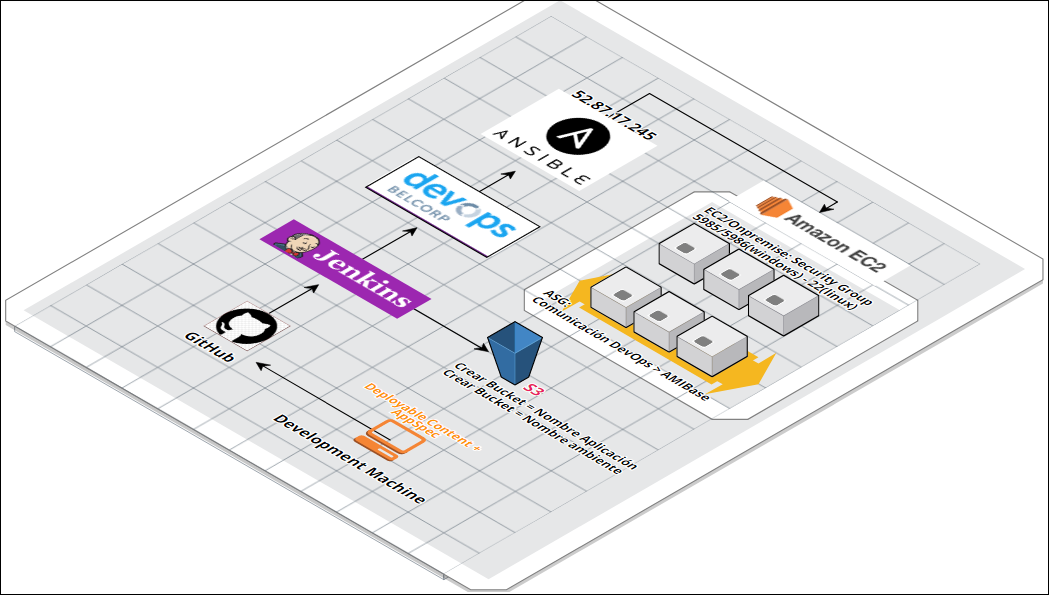 52.87.17.245
ANSIBLE
devops
BELCORP
Amazon EC2
EC2/Onpremise: Security Group
5985/5986(windows) - 22(linux)
Jenkins
ASG-
Comunicación DevOps > AMIBase
GitHub
S3
Crear Bucket = Nombre Aplicación
Crear Bucket = Nombre ambiente
Deployable Content +
AppSpec
Development Machine